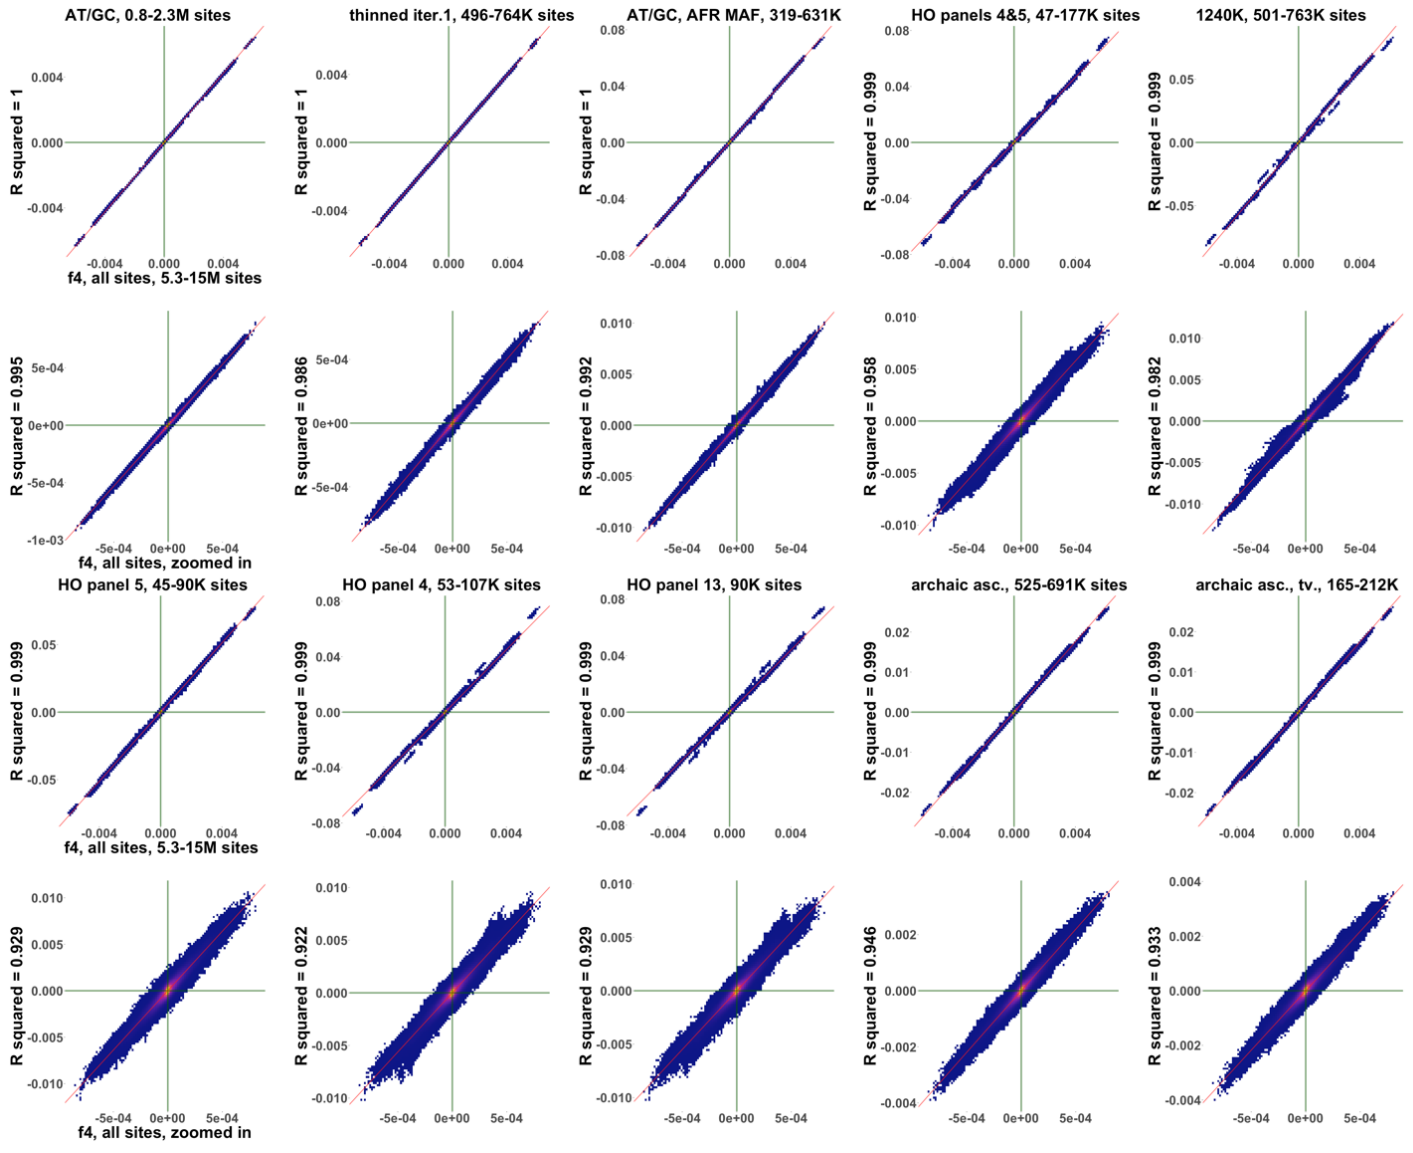 AT/GC, 0.8-2.3M sites
thinned iter.1, 496-764K sites
AT/GC, AFR MAF, 319-631K
HO panels 4&5, 47-177K sites
1240K, 501-763K sites
R squared = 1
0.004
0.000
-0.004
-0.004 0.000 0.004
f4, all sites, 5.3-15M sites
R squared = 1
0.004
0.000
-0.004
-0.004 0.000 0.004
R squared = 1
0.08
0.04
0.00
-0.04
-0.08
-0.004 0.000 0.004
R squared = 0.999
0.08
0.04
0.00
-0.04
-0.08
-0.004 0.000 0.004
R squared = 0.999
0.05
0.00
-0.05
-0.004 0.000 0.004
R squared = 0.995
5e-04
0e+00
-5e-04
-1e-03
-5e-04 0e+00 5e-04
f4, all sites, zoomed in
R squared = 0.986
5e-04
0e+00
-5e-04
-5e-04 0e+00 5e-04
R squared = 0.992
0.010
0.005
0.000
-0.005
-0.010
-5e-04 0e+00 5e-04
R squared = 0.958
0.010
0.005
0.000
-0.005
-0.010
-5e-04 0e+00 5e-04
R squared = 0.982
0.010
0.005
0.000
-0.005
-0.010
-5e-04 0e+00 5e-04
HO panel 5, 45-90K sites
HO panel 4, 53-107K sites
HO panel 13, 90K sites
archaic asc., 525-691K sites
archaic asc., tv., 165-212K
R squared = 0.999
0.05
0.00
-0.05
-0.004 0.000 0.004
f4, all sites, 5.3-15M sites
R squared = 0.999
0.08
0.04
0.00
-0.04
-0.08
-0.004 0.000 0.004
R squared = 0.999
0.08
0.04
0.00
-0.04
-0.08
-0.004 0.000 0.004
R squared = 0.999
0.02
0.01
0.00
-0.01
-0.02
-0.004 0.000 0.004
R squared = 0.999
0.02
0.01
0.00
-0.01
-0.02
-0.004 0.000 0.004
R squared = 0.929
0.010
0.005
0.000
-0.005
-0.010
-5e-04 0e+00 5e-04
f4, all sites, zoomed in
R squared = 0.922
0.010
0.005
0.000
-0.005
-0.010
-5e-04 0e+00 5e-04
R squared = 0.929
0.010
0.005
0.000
-0.005
-0.010
-5e-04 0e+00 5e-04
R squared = 0.946
0.002
0.000
-0.002
-0.004
-5e-04 0e+00 5e-04
R squared = 0.933
0.004
0.002
0.000
-0.002
-0.004
-5e-04 0e+00 5e-04